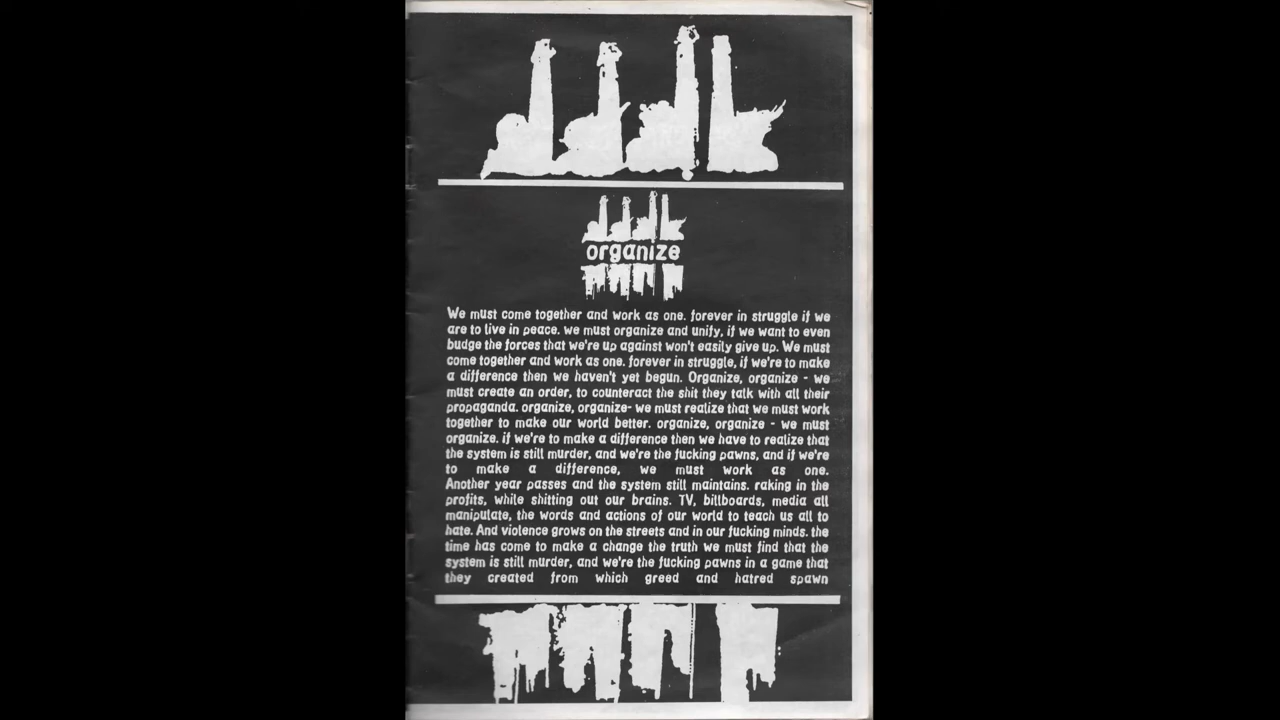 organize
We must come together and work as one. forever in struggle if we
are to live in peace. we must organize and unify, if we want to even
budge the forces that we're up against won't easily give up. We must
come together and work as one. forever in struggle, if we're to make
a difference then we haven't yet begun. Organize, organize - we
must create an order, to counteract the shit they talk with all their
propaganda. organize, organize- we must realize that we must work
together to make our world better. organize, organize - we must
organize. if we're to make a difference then we have to realize that
the system is still murder, and we're the fucking pawns, and if we're
to make a difference, we must work as one.
Another year passes and the system still maintains. raking in the
profits, while shitting out our brains. TV, billboards, media all
manipulate, the words and actions of our world to teach us all to
hate. And violence grows on the streets and in our fucking minds. the
time has come to make a change the truth we must find that the
system is still murder, and we're the fucking pawns in a game that
they created from which greed and hatred spawn